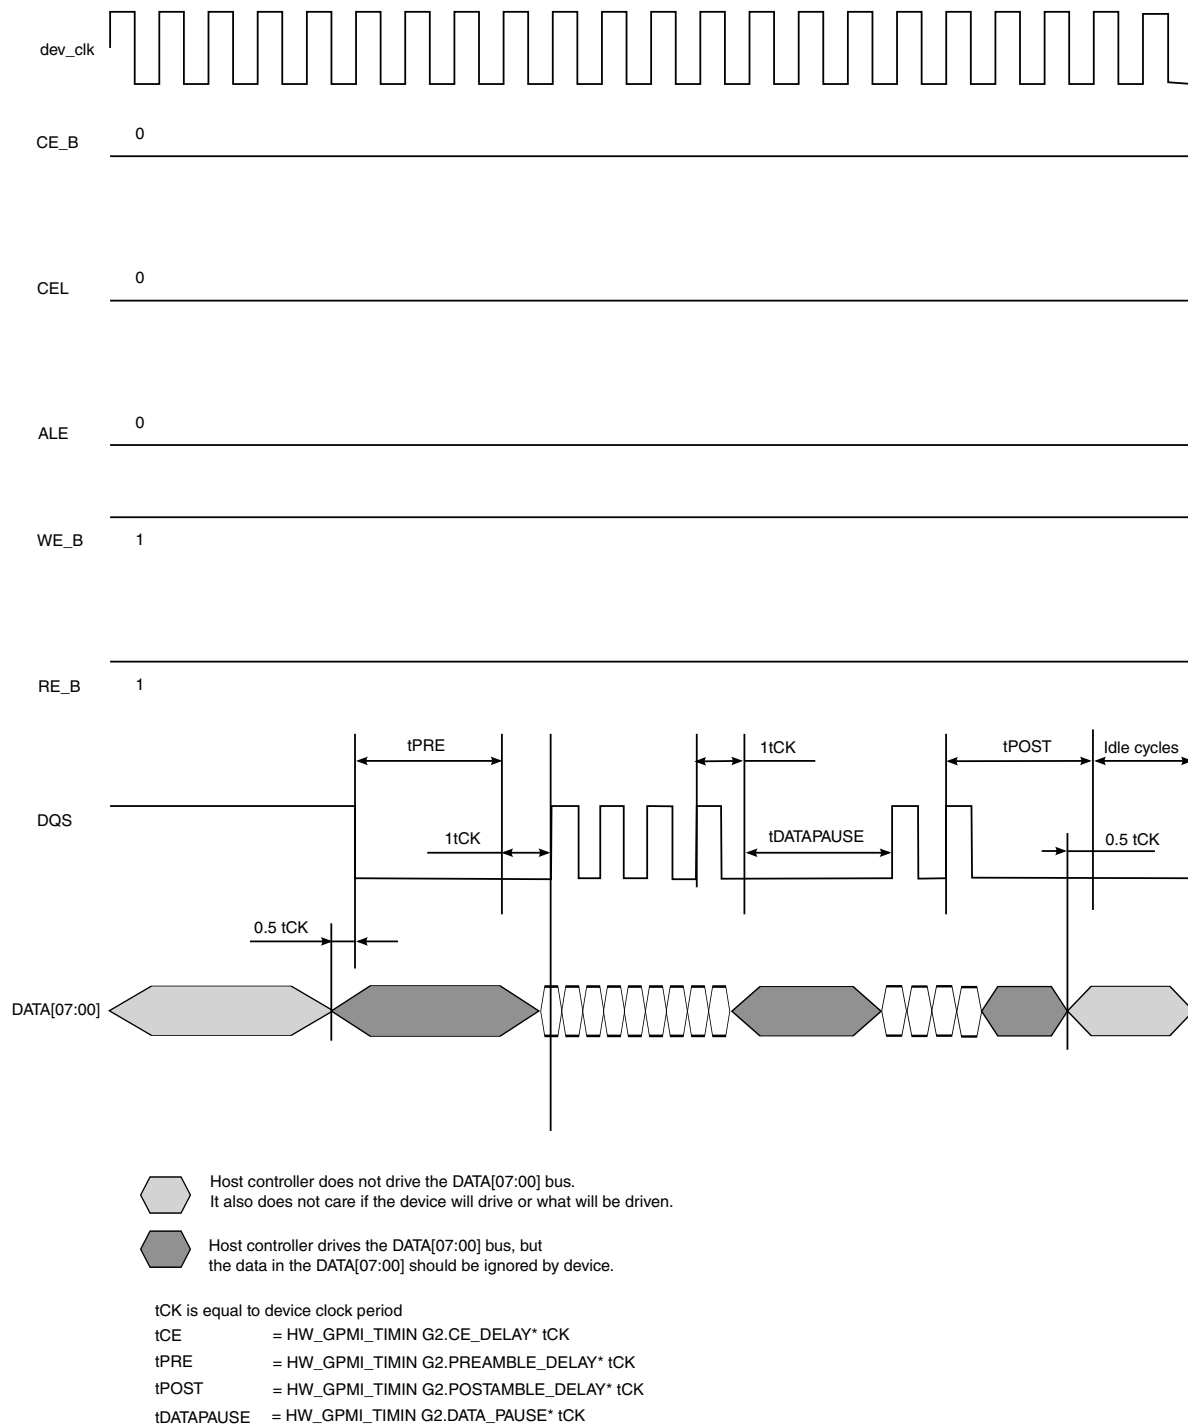 dev_clk
0
CE_B
0
CEL
0
ALE
WE_B 1
RE_B 1
tPRE 1tCK tPOST Idle cycles
DQS
1tCK tDATAPAUSE 0.5 tCK
0.5 tCK
DATA[07:00]
Host controller does not drive the DATA[07:00] bus.
It also does not care if the device will drive or what will be driven.
Host controller drives the DATA[07:00] bus, but
the data in the DATA[07:00] should be ignored by device.
tCK is equal to device clock period
tCE = HW_GPMI_TIMIN G2.CE_DELAY* tCK
tPRE = HW_GPMI_TIMIN G2.PREAMBLE_DELAY* tCK
tPOST = HW_GPMI_TIMIN G2.POSTAMBLE_DELAY* tCK
tDATAPAUSE = HW_GPMI_TIMIN G2.DATA_PAUSE* tCK